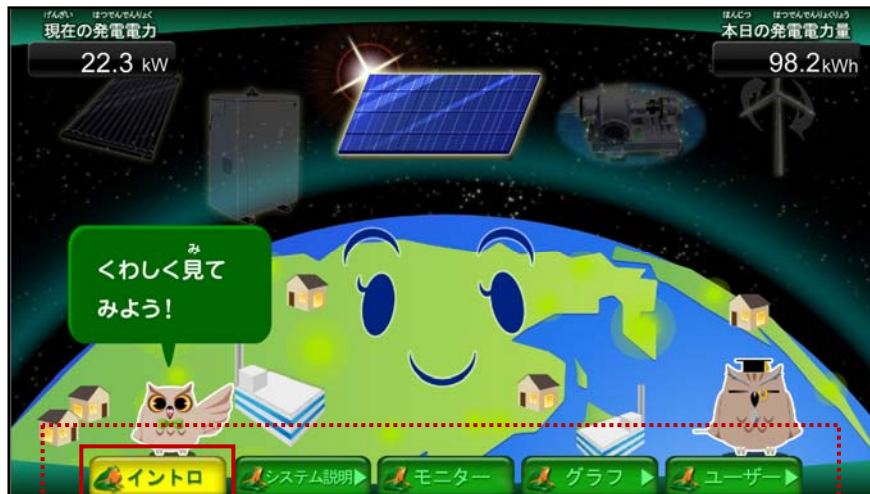 げんざい はつでんでんりょく
現在の発電電力
22.3 kW
ほんじつ はつでんでんりょくりょう
本日の発電電力量
98.2kWh
み
くわしく見て
みよう!
イントロ
システム説明
モニター
グラフ
ユーザー